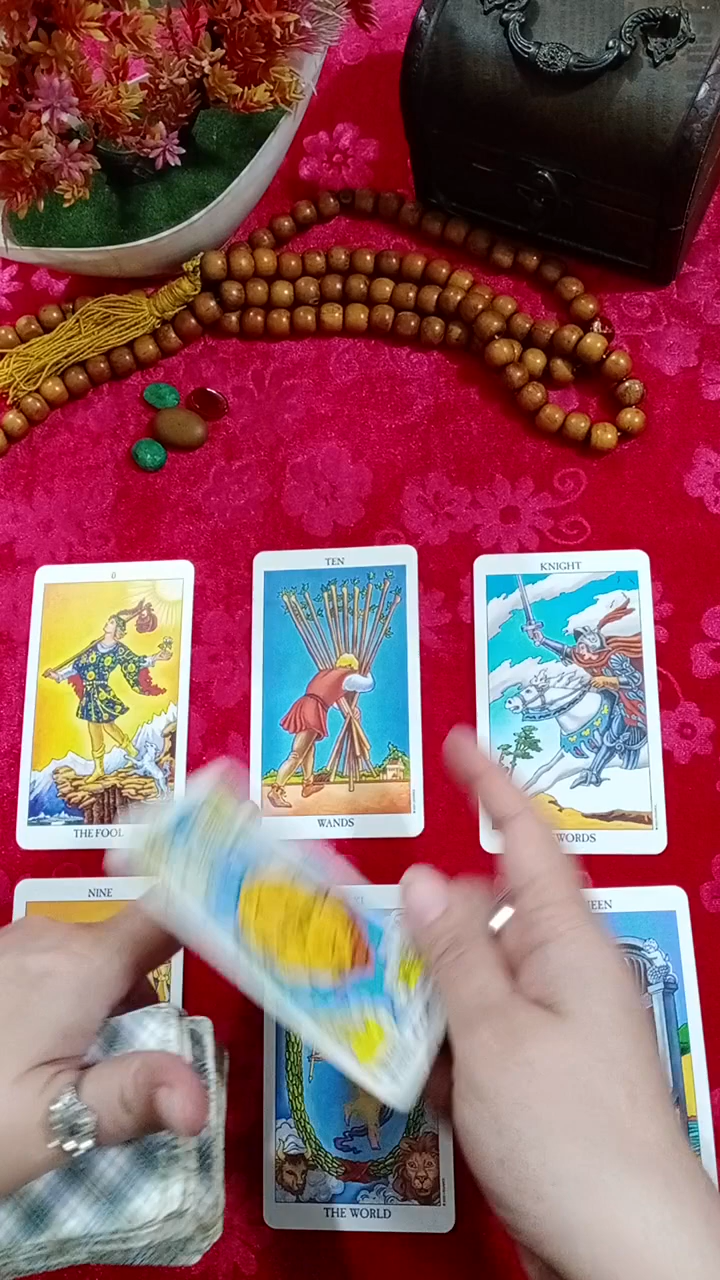 0
TEN
KNIGHT
THE FOOL
WANDS
WORDS
NINE
EEN
THE WORLD